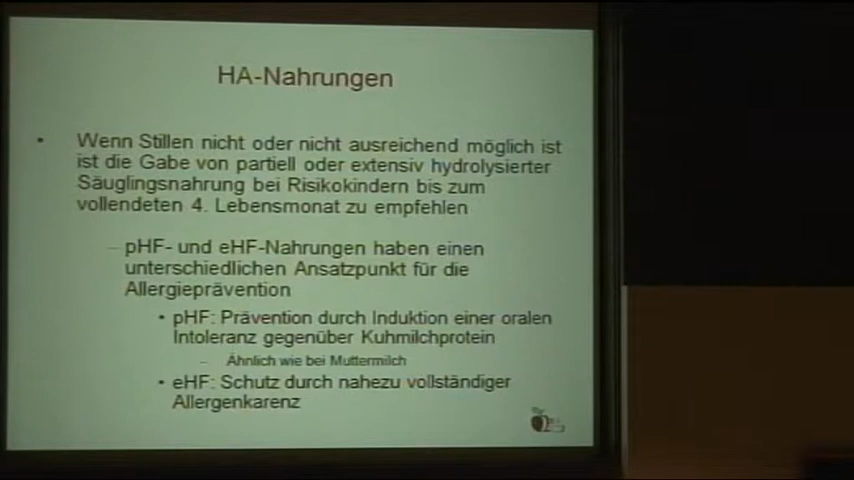 HA-Nahrungen
• Wenn Stillen nicht oder nicht ausreichend möglich ist
ist die Gabe von partiell oder extensiv hydrolysierter
Säuglingsnahrung bei Risikokindern bis zum
vollendeten 4. Lebensmonat zu empfehlen
– pHF- und eHF-Nahrungen haben einen
unterschiedlichen Ansatzpunkt für die
Allergieprävention
• pHF: Prävention durch Induktion einer oralen
Intoleranz gegenüber Kuhmilchprotein
– Ähnlich wie bei Muttermilch
• eHF: Schutz durch nahezu vollständiger
Allergenkarenz